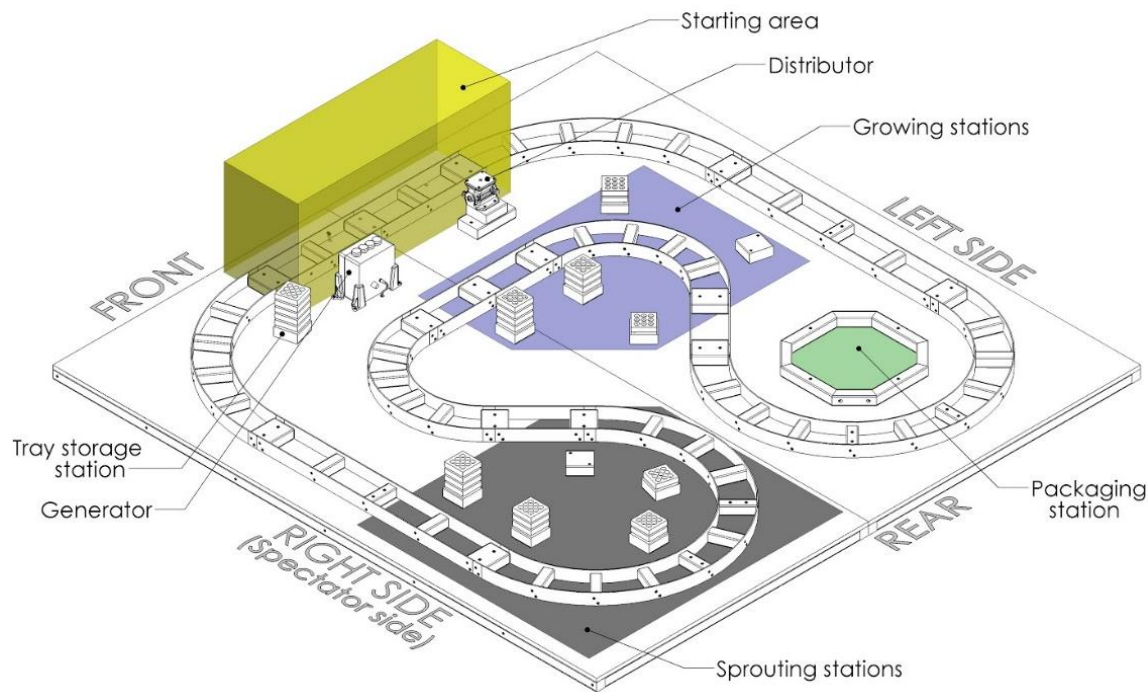 Starting area
Distributor
Growing stations
LEFT SIDE
FRONT
Tray storage
station
Generator
Packaging
station
REAR
RIGHT SIDE
(Spectator side)
Sprouting stations